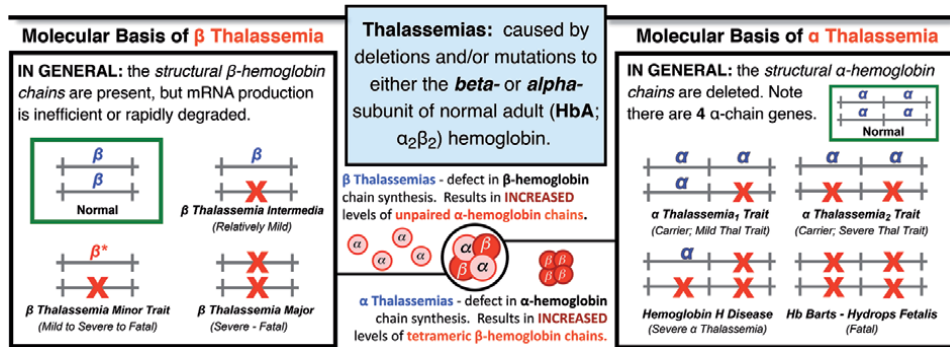 Molecular Basis of β Thalassemia
IN GENERAL: the structural β-hemoglobin
chains are present, but mRNA production
is inefficient or rapidly degraded.
β
β
Normal
β
X
β Thalassemia Intermedia
(Relatively Mild)
β*
X
β Thalassemia Minor Trait
(Mild to Severe to Fatal)
X
X
β Thalassemia Major
(Severe - Fatal)
Thalassemias: caused by
deletions and/or mutations to
either the beta- or alpha-
subunit of normal adult (HbA;
α2β2) hemoglobin.
β Thalassemias - defect in β-hemoglobin
chain synthesis. Results in INCREASED
levels of unpaired α-hemoglobin chains.
α α α α
α β
β α
β β
β β
α Thalassemias - defect in α-hemoglobin
chain synthesis. Results in INCREASED
levels of tetrameric β-hemoglobin chains.
Molecular Basis of α Thalassemia
IN GENERAL: the structural α-hemoglobin
chains are deleted. Note
there are 4 α-chain genes.
α α
α α
Normal
α α
α X
α Thalassemia1 Trait
(Carrier; Mild Thal Trait)
α α
X X
α Thalassemia2 Trait
(Carrier; Severe Thal Trait)
α X
X X
Hemoglobin H Disease
(Severe α Thalassemia)
X X
X X
Hb Barts - Hydrops Fetalis
(Fatal)